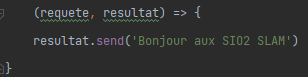 (requete, resultat) => {
resultat.send('Bonjour aux SIO2 SLAM')
}